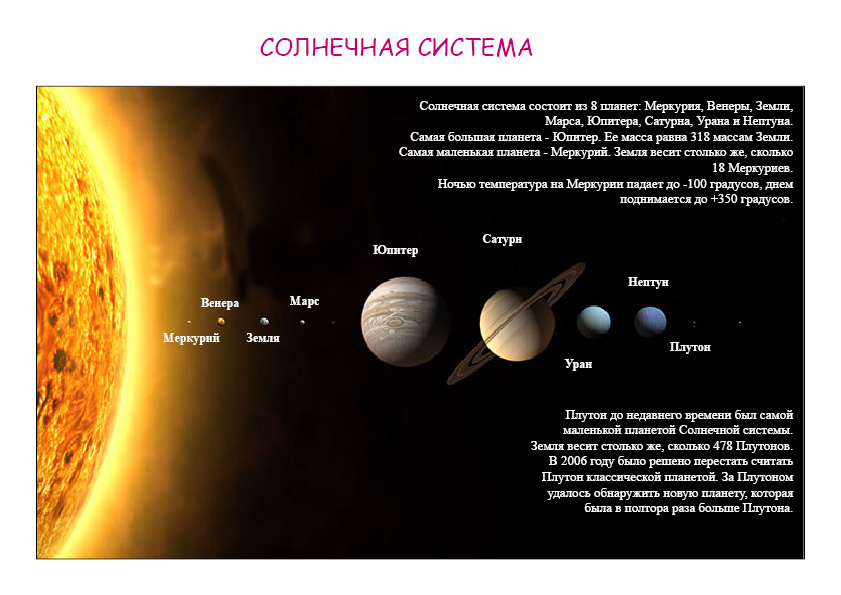 СОЛНЕЧНАЯ СИСТЕМА
Солнечная система состоит из 8 планет: Меркурия, Венеры, Земли,
Марса, Юпитера, Сатурна, Урана и Нептуна.
Самая большая планета - Юпитер. Ее масса равна 318 массам Земли.
Самая маленькая планета - Меркурий. Земля весит столько же, сколько
18 Меркуриев.
Ночью температура на Меркурии падает до -100 градусов, днем
поднимается до +350 градусов.
Сатурн
Юпитер
Нептун
Венера
Марс
Меркурий
Земля
Плутон
Уран
Плутон до недавнего времени был самой
маленькой планетой Солнечной системы.
Земля весит столько же, сколько 478 Плутонов.
В 2006 году было решено перестать считать
Плутон классической планетой. За Плутоном
удалось обнаружить новую планету, которая
была в полтора раза больше Плутона.